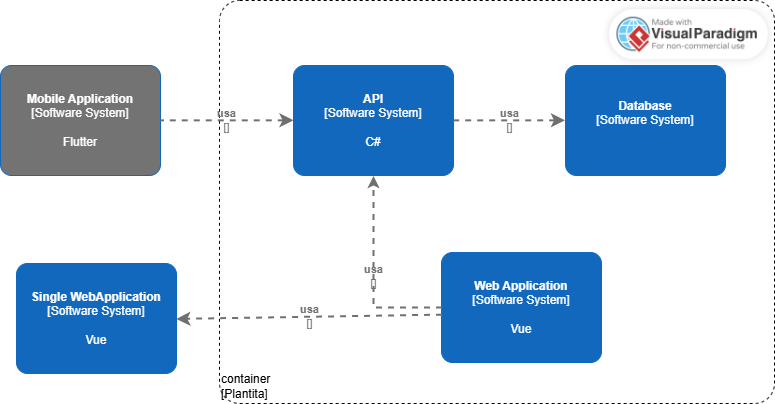 Made with
Visual Paradigm
For non-commercial use
Mobile Application
[Software System]
Flutter
usa
[]
API
[Software System]
C#
usa
[]
Database
[Software System]
usa
[]
Single WebApplication
[Software System]
Vue
usa
[]
Web Application
[Software System]
Vue
container
[Plantita]